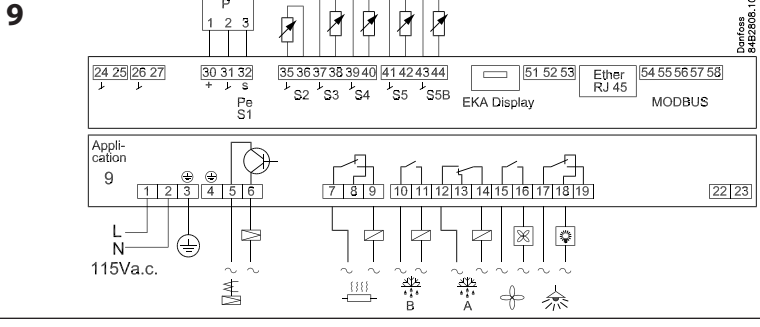 9
P
1 2 3
Danfoss
84B2808.10
24 25 26 27 30 31 32 35 36 37 38 39 40 41 42 43 44 51 52 53 54 55 56 57 58
+ s
Pe
S1
S2 S3 S4 S5 S5B
EKA Display
Ether
RJ 45
MODBUS
Appli-
cation
9
1 2 3 4 5 6 7 8 9 10 11 12 13 14 15 16 17 18 19 22 23
L
N
115Va.c.
B A